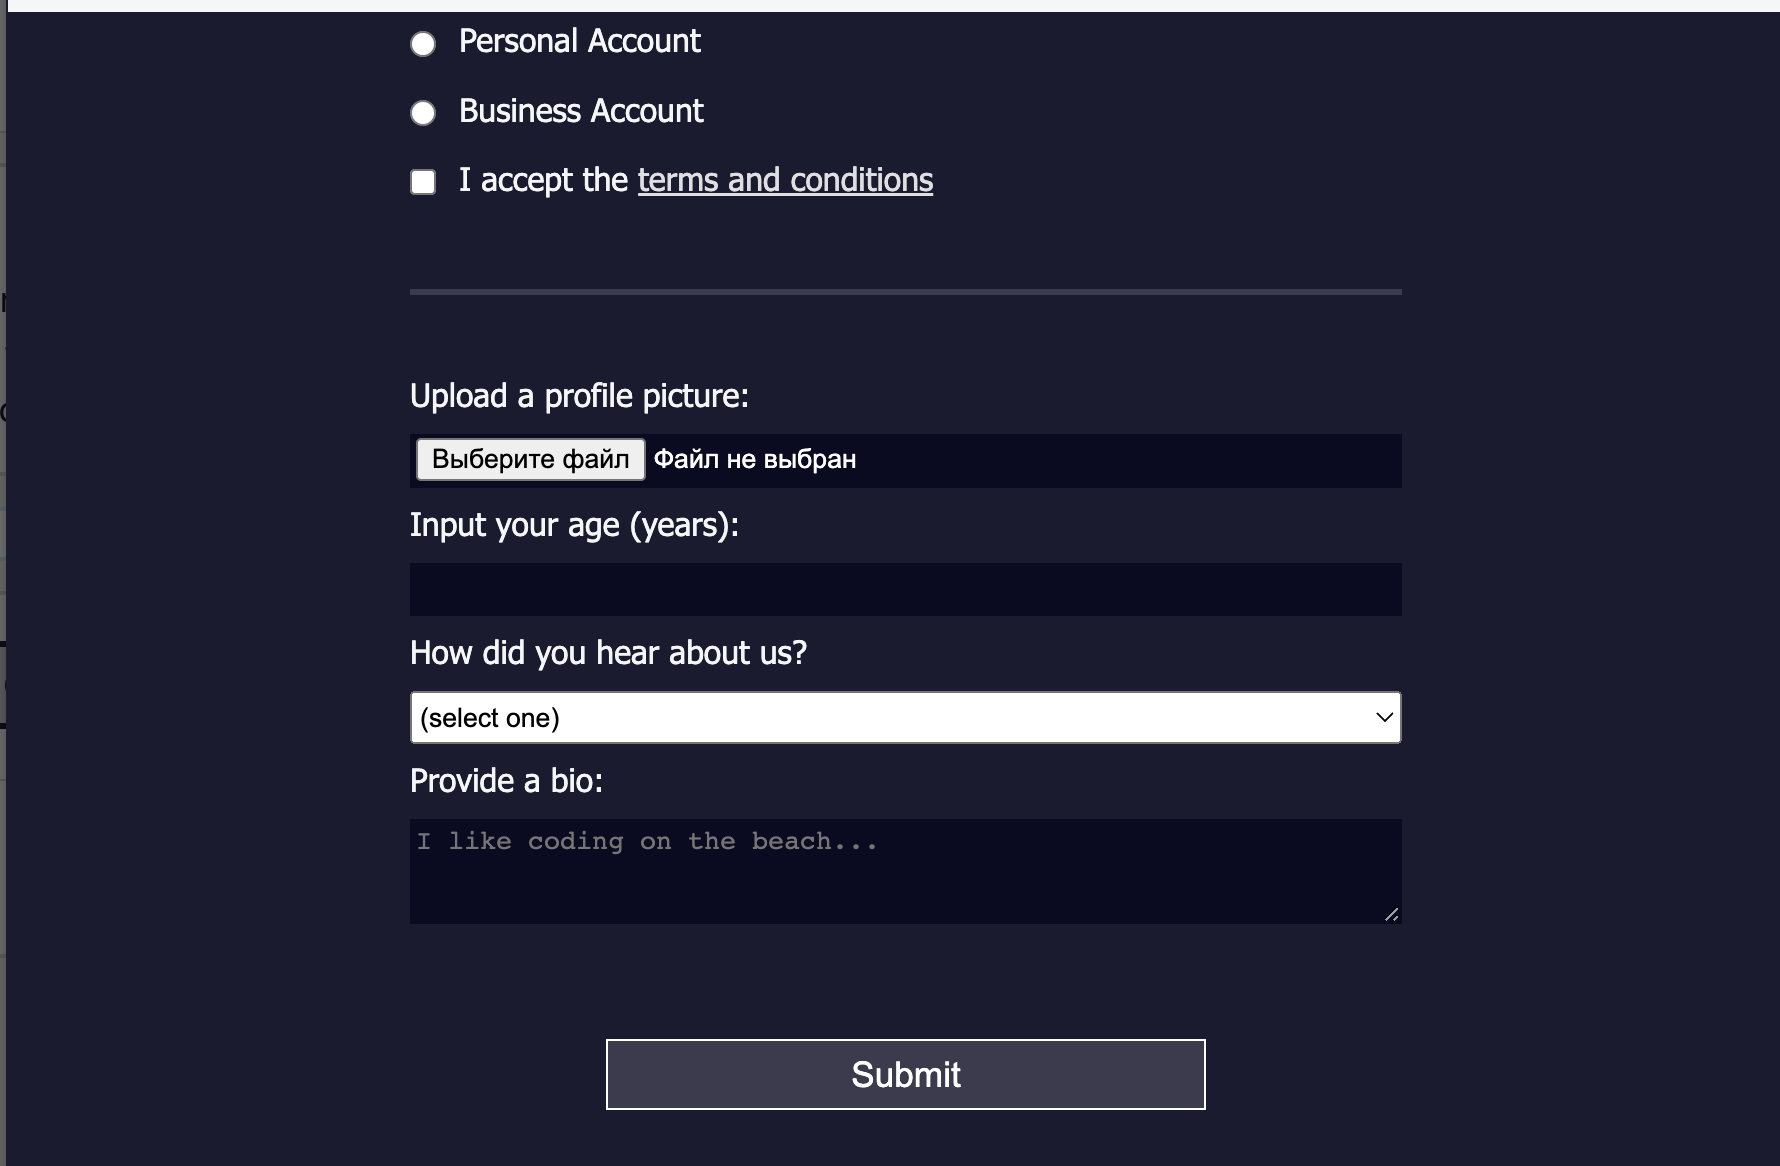 Personal Account
Business Account
I accept the terms and conditions
Upload a profile picture:
Выберите файл Файл не выбран
Input your age (years):
How did you hear about us?
(select one)
Provide a bio:
I like coding on the beach...
Submit